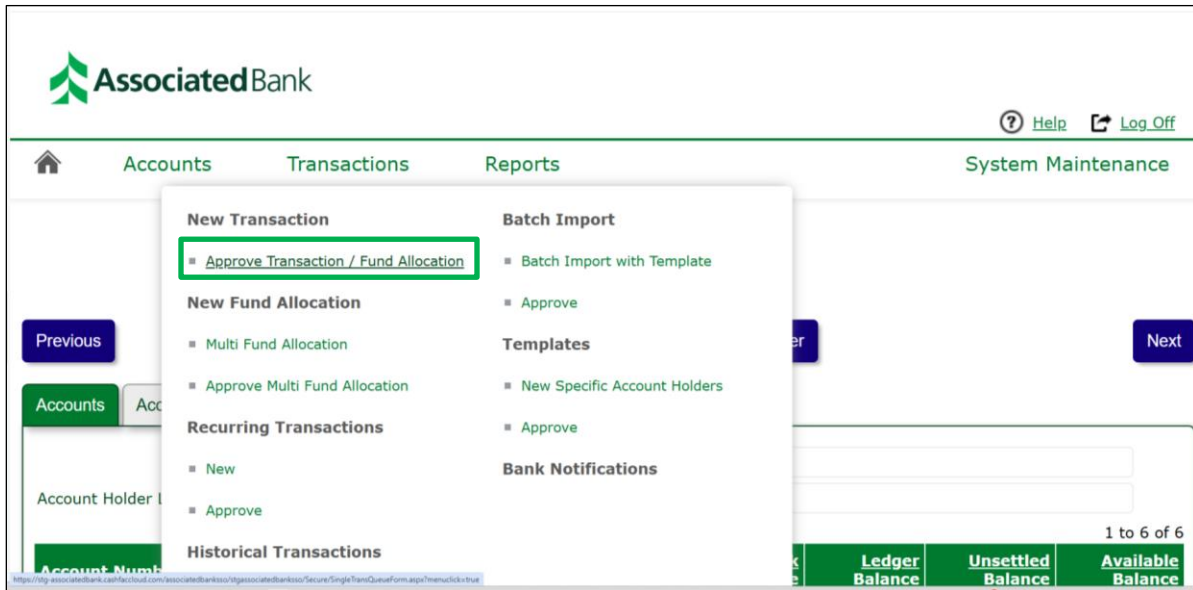 Associated Bank
Help Log Off
Accounts Transactions Reports System Maintenance
New Transaction
Approve Transaction / Fund Allocation
New Fund Allocation
Multi Fund Allocation
Approve Multi Fund Allocation
Recurring Transactions
New
Approve
Historical Transactions
Batch Import
Batch Import with Template
Approve
Templates
New Specific Account Holders
Approve
Bank Notifications
Previous
Next
Accounts
Account Holder
1 to 6 of 6
Account
Ledger Balance
Unsettled Balance
Available Balance